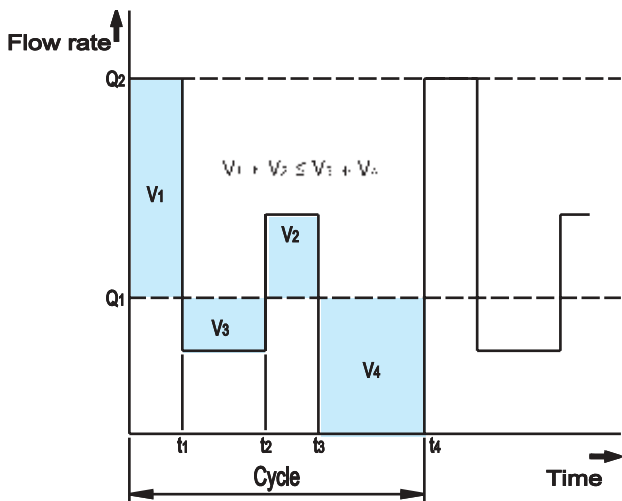 Flow rate
Q2
V1 + V2 ≤ V3 + V4
V1
V2
Q1
V3
V4
t1 t2 t3 t4
Cycle
Time